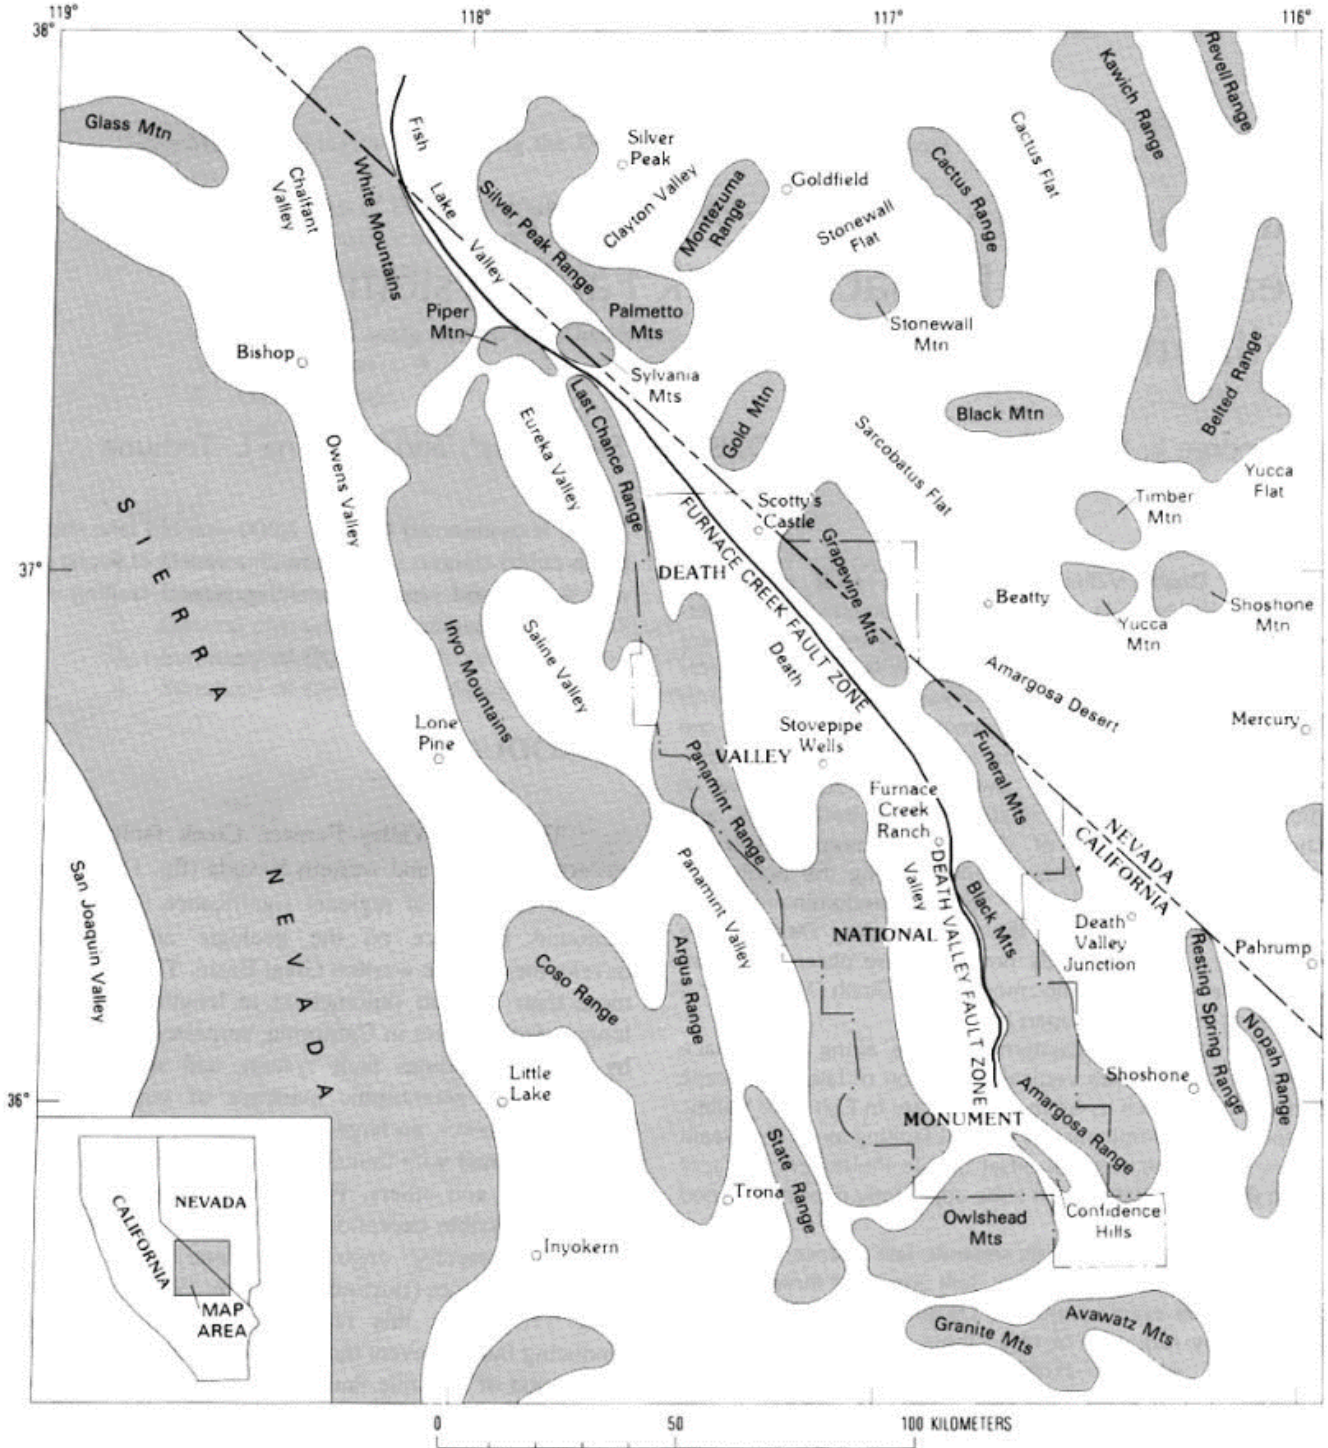 119°
118°
117°
116°
38°
37°
36°
Glass Mtn
Chalfant
Valley
White Mountains
Fish
Lake
Valley
Silver
Peak
Silver Peak Range
Clayton Valley
Montezuma
Range
Goldfield
Stonewall
Flat
Cactus Range
Cactus Flat
Kawich Range
Revell Range
Piper
Mtn
Palmetto
Mts
Stonewall
Mtn
Bishop
Sylvania
Mts
Gold Mtn
Black Mtn
Belted Range
Last Chance Range
Eureka Valley
Owens Valley
Sarcobatus Flat
Yucca
Flat
Timber
Mtn
Scotty's
Castle
Grapevine Mts
FURNACE CREEK FAULT ZONE
DEATH
Death
Beatty
Yucca
Mtn
Shoshone
Mtn
SIERRA
Inyo Mountains
Saline Valley
Amargosa Desert
Mercury
Lone
Pine
Stovepipe
Wells
VALLEY
Panamint Range
Funeral Mts
Furnace
Creek
Ranch
Valley
NEVADA
CALIFORNIA
San Joaquin Valley
NEVADA
Panamint Valley
DEATH VALLEY FAULT ZONE
Black Mts
NATIONAL
Death
Valley
Junction
Resting Spring Range
Pahrump
Coso Range
Argus Range
Nopah Range
Little
Lake
Shoshone
MONUMENT
Amargosa Range
State Range
Trona
Owlshead
Mts
Confidence
Hills
Inyokern
Granite Mts
Avawatz Mts
NEVADA
CALIFORNIA
MAP
AREA
0 50 100 KILOMETERS